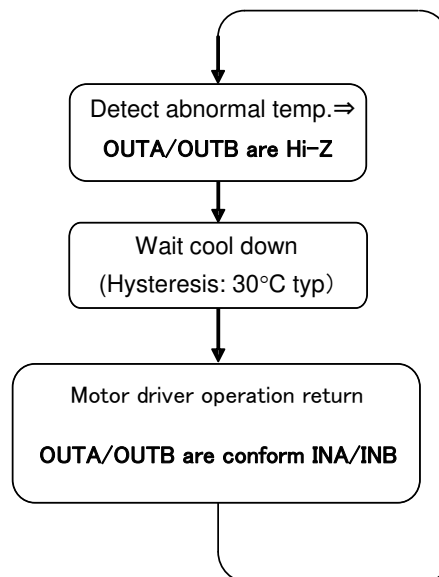 Detect abnormal temp.⇒
OUTA/OUTB are Hi-Z
Wait cool down
(Hysteresis: 30°C typ）
Motor driver operation return
OUTA/OUTB are conform INA/INB